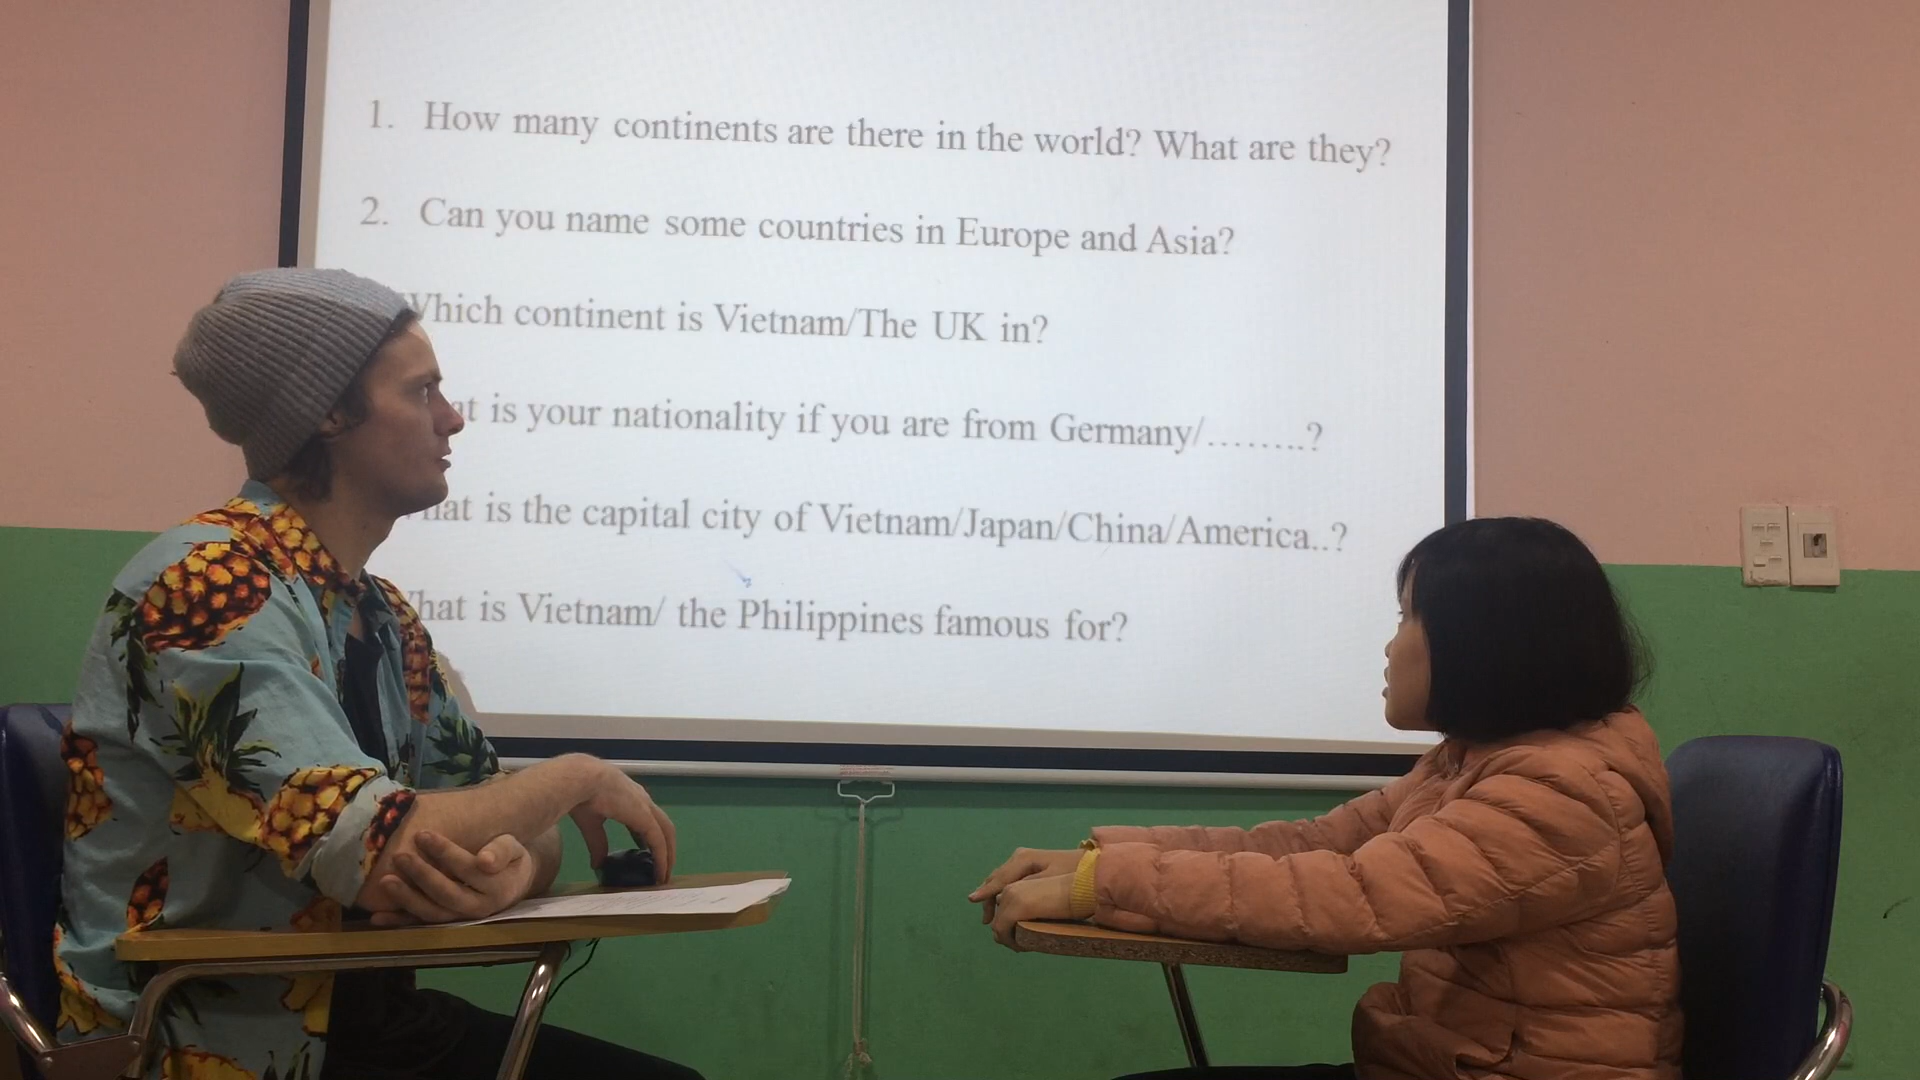 1. How many continents are there in the world? What are they?
2. Can you name some countries in Europe and Asia?
Which continent is Vietnam/The UK in?
is your nationality if you are from Germany/........?
is the capital city of Vietnam/Japan/China/America..?
What is Vietnam/ the Philippines famous for?